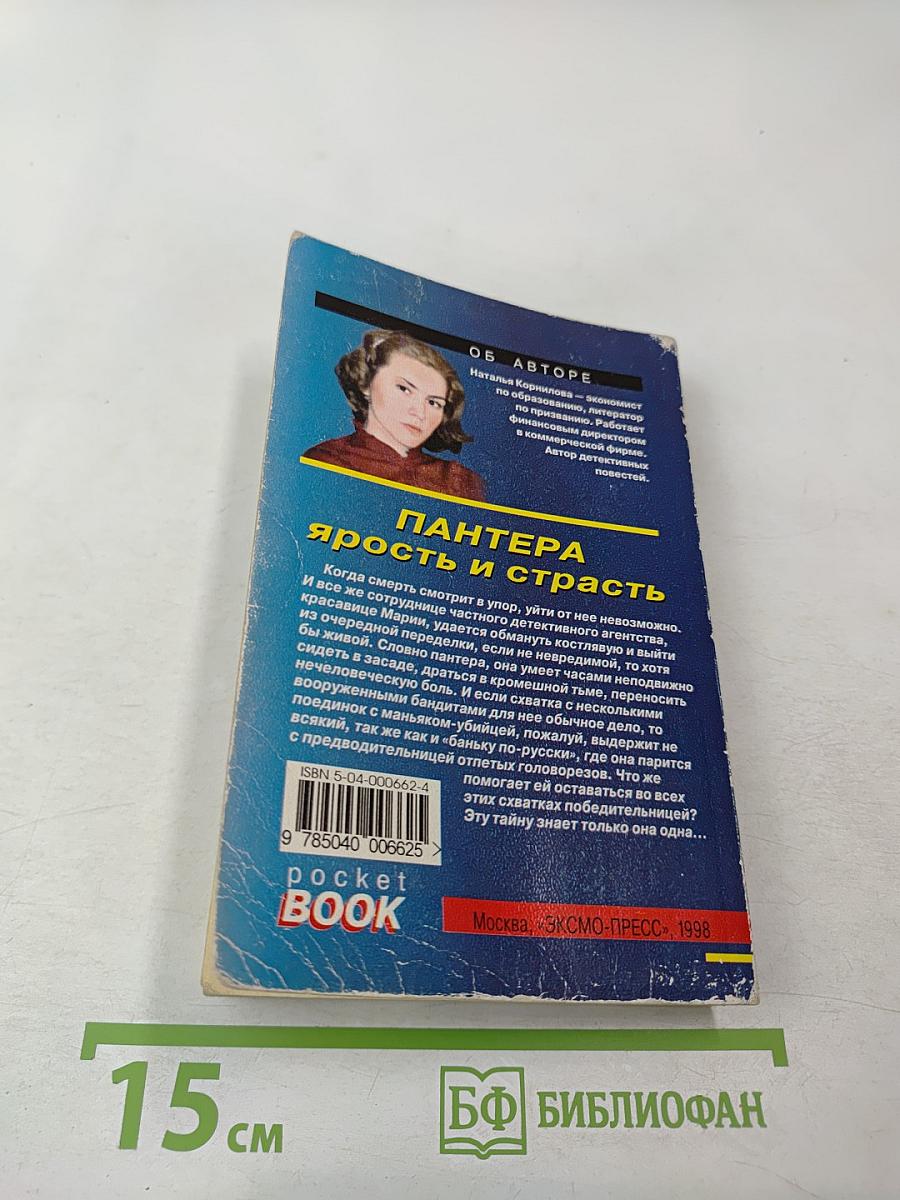 ОБ АВТОРЕ
Наталья Корнилова — экономист
по образованию, литератор
по призванию. Работает
финансовым директором
в коммерческой фирме.
Автор детективных
повестей.
ПАНТЕРА
ярость и страсть
Когда смерть смотрит в упор, уйти от нее невозможно.
И все же сотруднице частного детективного агентства,
красавице Марии, удается обмануть костлявую и выйти
из очередной переделки, если не невредимой, то хотя
бы живой. Словно пантера, она умеет часами неподвижно
сидеть в засаде, драться в кромешной тьме, переносить
нечеловеческую боль. И если схватка с несколькими
вооруженными бандитами для нее обычное дело, то
поединок с маньяком-убийцей, пожалуй, выдержит не
всякий, так же как и «баньку по-русски», где она парится
с предводительницей отпетых головорезов. Что же
помогает ей оставаться во всех
этих схватках победительницей?
Эту тайну знает только она одна...
ISBN 5-04-000662-4
9 785040 006625 >
pocket
BOOK
Москва, «ЭКСМО-ПРЕСС», 1998
15 см
БФ БИБЛИОФАН